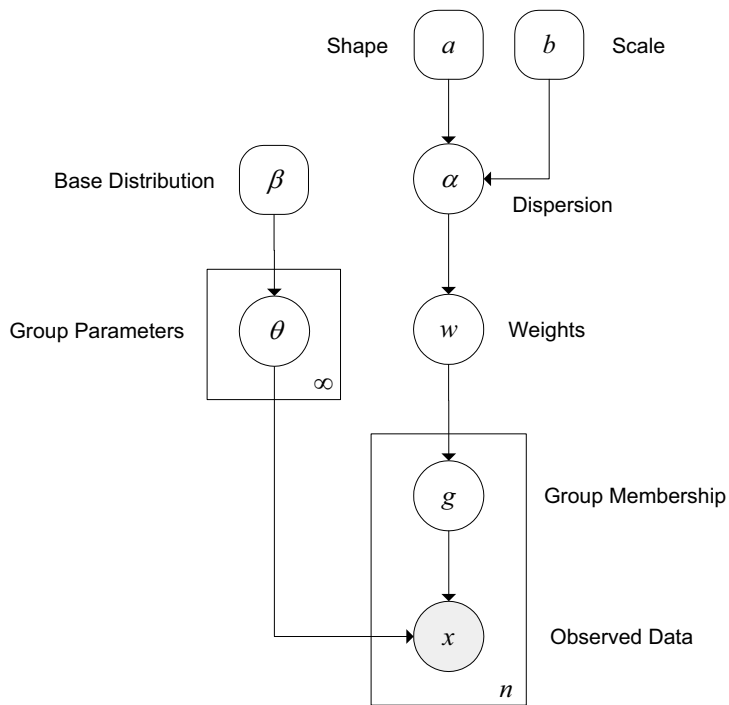 Shape a b Scale
Base Distribution β α
Dispersion
Group Parameters θ w Weights
∞
g Group Membership
x Observed Data
n